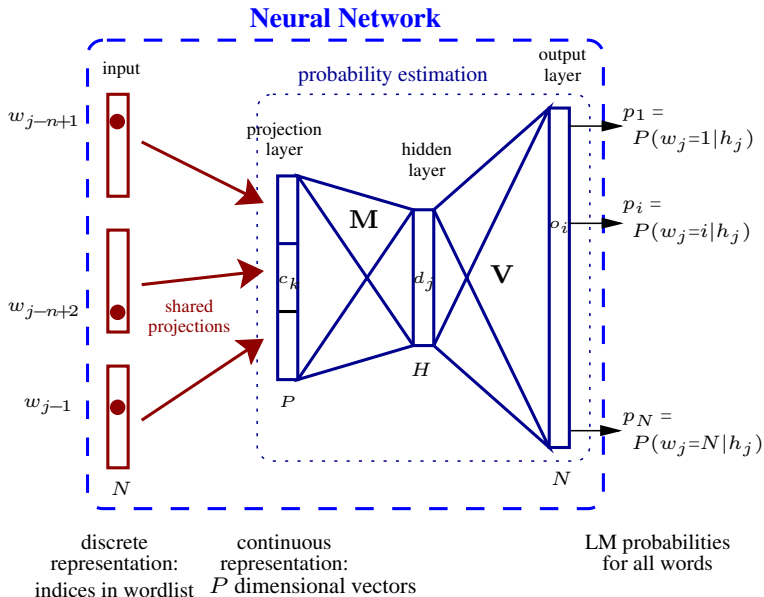 Neural Network
input
output
layer
probability estimation
w_{j−n+1}
projection
layer
hidden
layer
p_1 =
P(w_j=1|h_j)
M
p_i =
P(w_j=i|h_j)
o_i
c_k
d_j
V
w_{j−n+2}
shared
projections
H
w_{j−1}
P
p_N =
P(w_j=N|h_j)
N
N
discrete
representation:
indices in wordlist
continuous
representation:
P dimensional vectors
LM probabilities
for all words